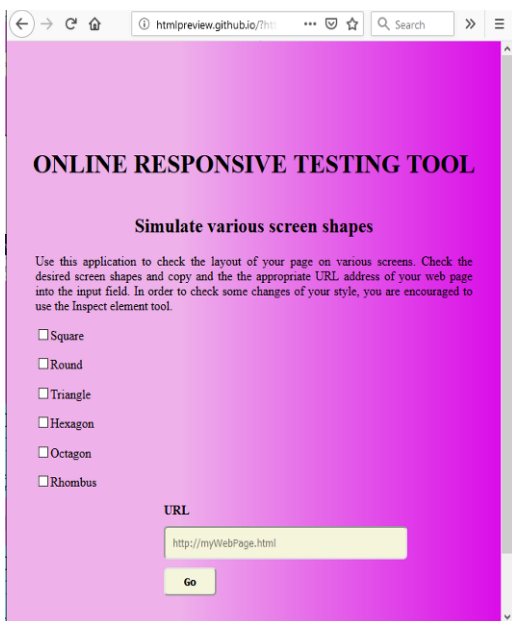 htmlpreview.github.io/?ht
Search
ONLINE RESPONSIVE TESTING TOOL
Simulate various screen shapes
Use this application to check the layout of your page on various screens. Check the
desired screen shapes and copy and the the appropriate URL address of your web page
into the input field. In order to check some changes of your style, you are encouraged to
use the Inspect element tool.
Square
Round
Triangle
Hexagon
Octagon
Rhombus
URL
http://myWebPage.html
Go